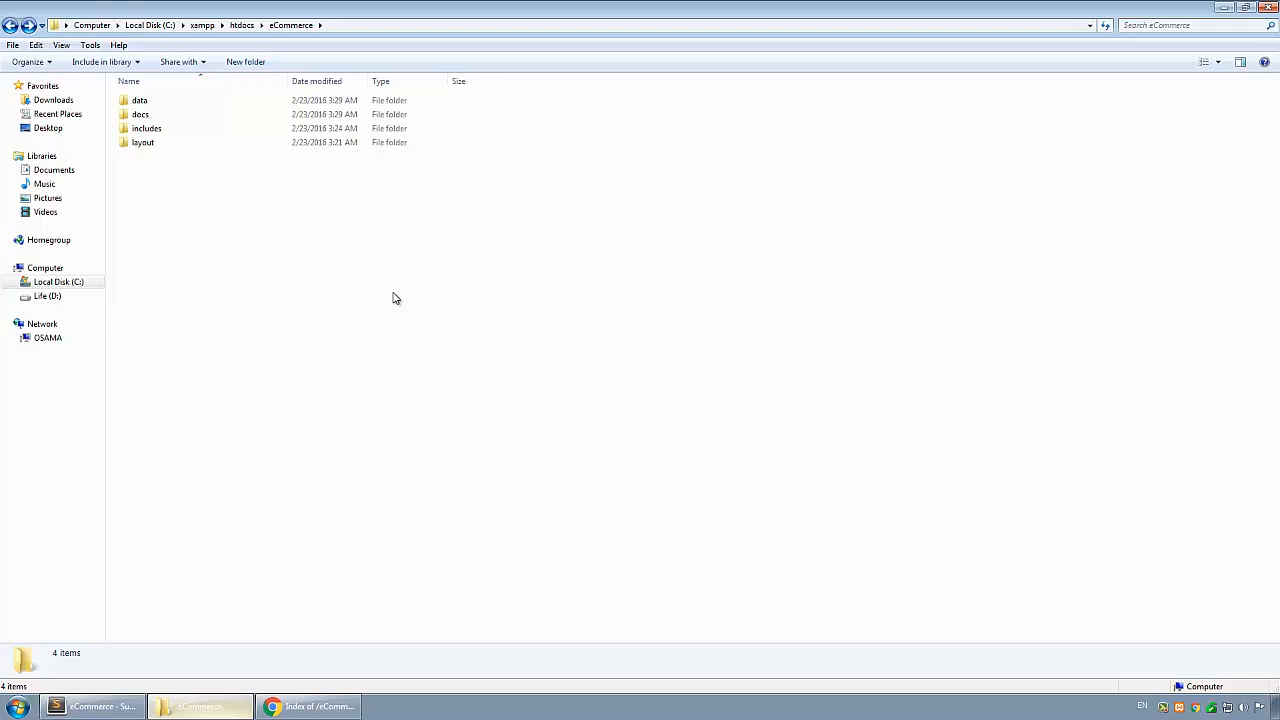 Computer Local Disk (C:) xampp htdocs eCommerce Search eCommerce
File Edit View Tools Help
Organize Include in library Share with New folder
Name Date modified Type Size
data 2/23/2016 3:29 AM File folder
docs 2/23/2016 3:29 AM File folder
includes 2/23/2016 3:24 AM File folder
layout 2/23/2016 3:21 AM File folder
Favorites
Downloads
Recent Places
Desktop
Libraries
Documents
Music
Pictures
Videos
Homegroup
Computer
Local Disk (C:)
Life (D:)
Network
OSAMA
4 items
4 items Computer
eCommerce - Su... eCommerce Index of /eComm... EN